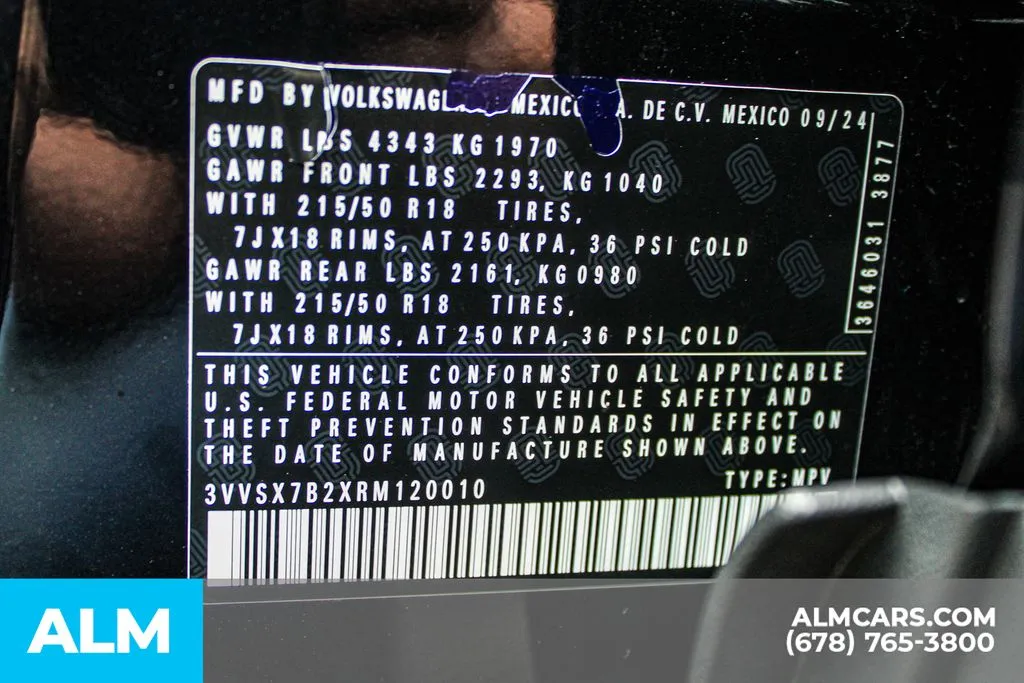 MFD BY VOLKSWAG MEXICO A. DE C.V. MEXICO 09/24
GVWR LBS 4343 KG 1970
GAWR FRONT LBS 2293, KG 1040
WITH 215/50 R18 TIRES,
7JX18 RIMS, AT 250 KPA, 36 PSI COLD
GAWR REAR LBS 2161, KG 0980
WITH 215/50 R18 TIRES,
7JX18 RIMS, AT 250 KPA, 36 PSI COLD
3646031 3877
THIS VEHICLE CONFORMS TO ALL APPLICABLE
U.S. FEDERAL MOTOR VEHICLE SAFETY AND
THEFT PREVENTION STANDARDS IN EFFECT ON
THE DATE OF MANUFACTURE SHOWN ABOVE.
3VVSX7B2XRM120010 TYPE: MPV
ALM
ALMCARS.COM
(678) 765-3800